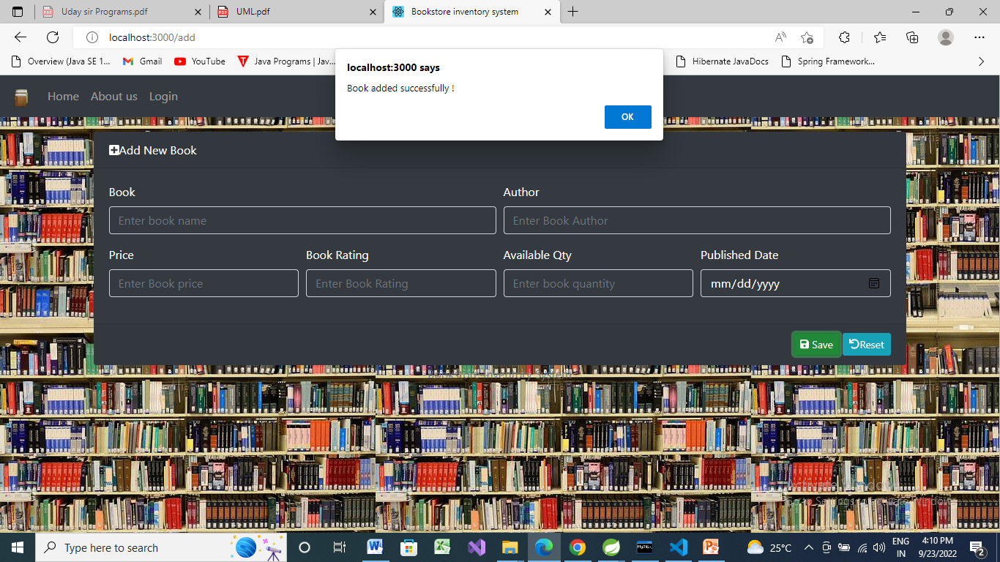 Uday sir Programs.pdf
UML.pdf
Bookstore inventory system
localhost:3000/add
Overview (Java SE 1...
Gmail
YouTube
Java Programs | Jav...
Hibernate JavaDocs
Spring Framework...
localhost:3000 says
Book added successfully !
OK
Home
About us
Login
Add New Book
Book
Author
Enter book name
Enter Book Author
Price
Book Rating
Available Qty
Published Date
Enter Book price
Enter Book Rating
Enter book quantity
mm/dd/yyyy
Save
Reset
Type here to search
25°C
ENG
IN
4:10 PM
9/23/2022
2